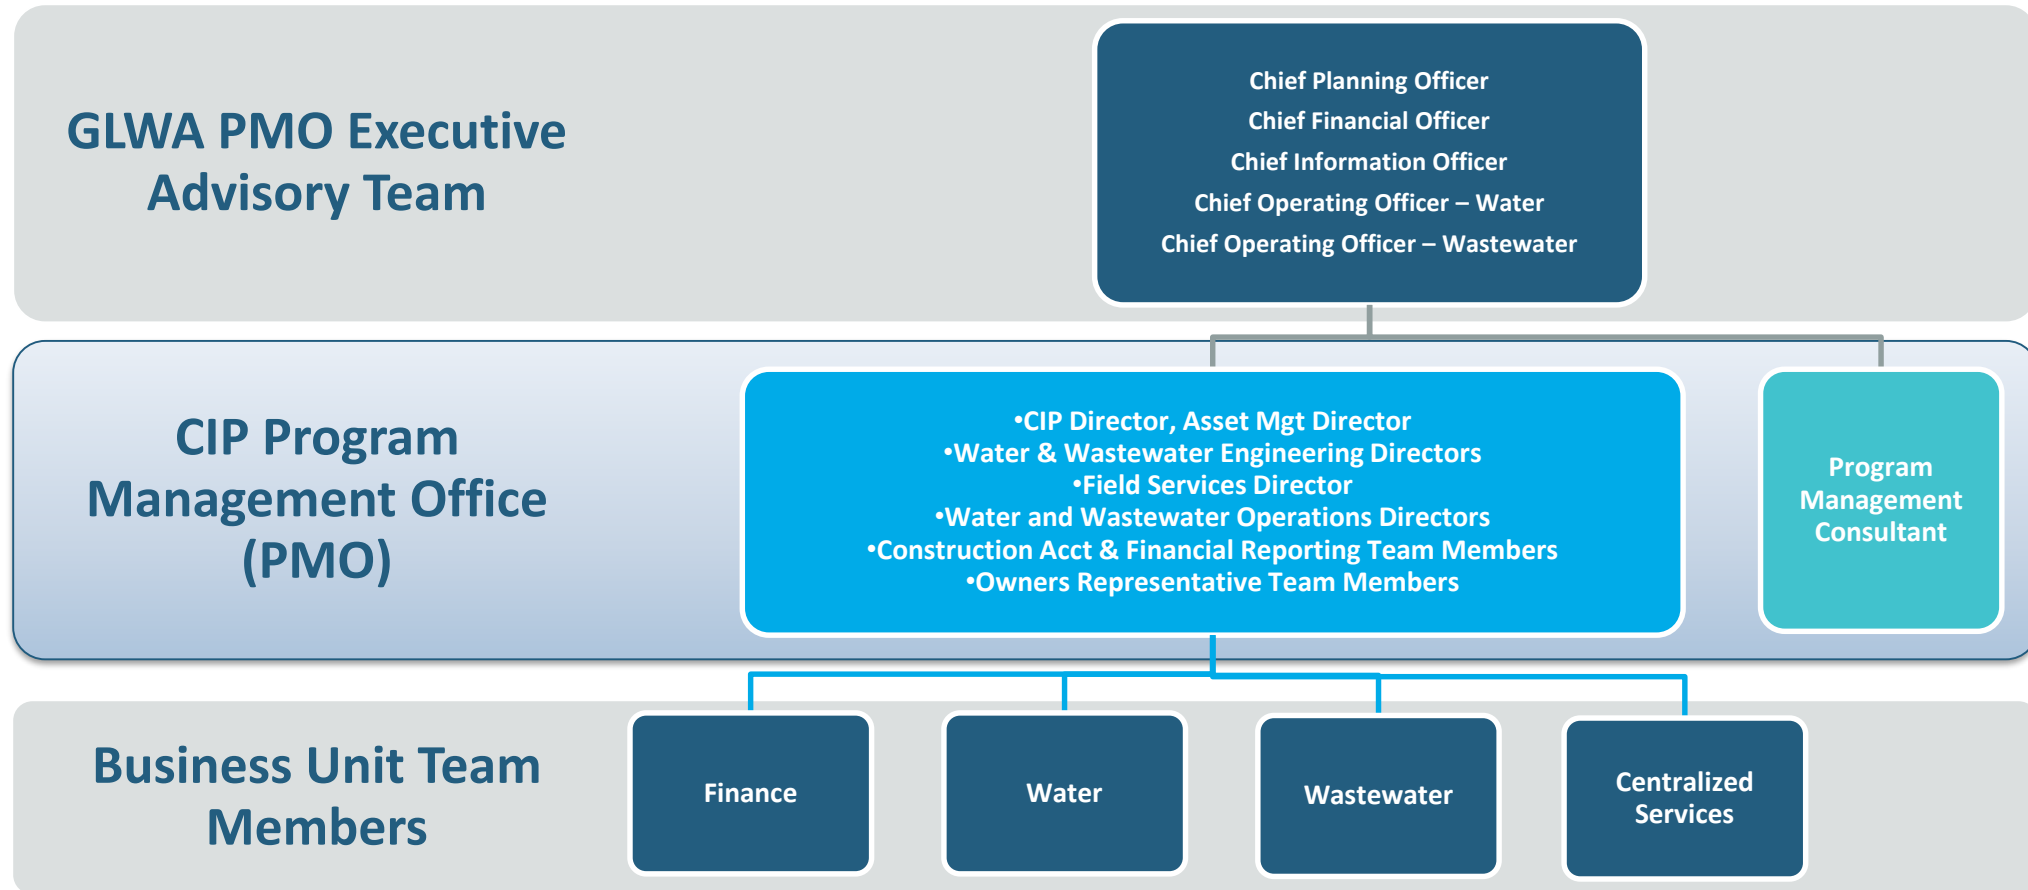 GLWA PMO Executive
Advisory Team
Chief Planning Officer
Chief Financial Officer
Chief Information Officer
Chief Operating Officer – Water
Chief Operating Officer – Wastewater
CIP Program
Management Office
(PMO)
•CIP Director, Asset Mgt Director
•Water & Wastewater Engineering Directors
•Field Services Director
•Water and Wastewater Operations Directors
•Construction Acct & Financial Reporting Team Members
•Owners Representative Team Members
Program
Management
Consultant
Business Unit Team
Members
Finance
Water
Wastewater
Centralized
Services